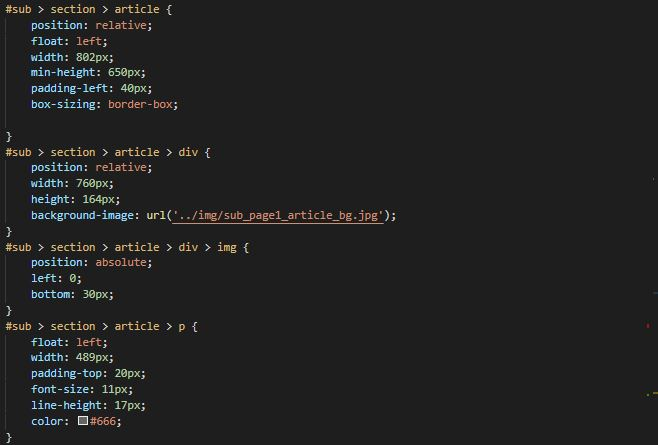 #sub > section > article {
position: relative;
float: left;
width: 802px;
min-height: 650px;
padding-left: 40px;
box-sizing: border-box;
}
#sub > section > article > div {
position: relative;
width: 760px;
height: 164px;
background-image: url('../img/sub_page1_article_bg.jpg');
}
#sub > section > article > div > img {
position: absolute;
left: 0;
bottom: 30px;
}
#sub > section > article > p {
float: left;
width: 489px;
padding-top: 20px;
font-size: 11px;
line-height: 17px;
color: #666;
}